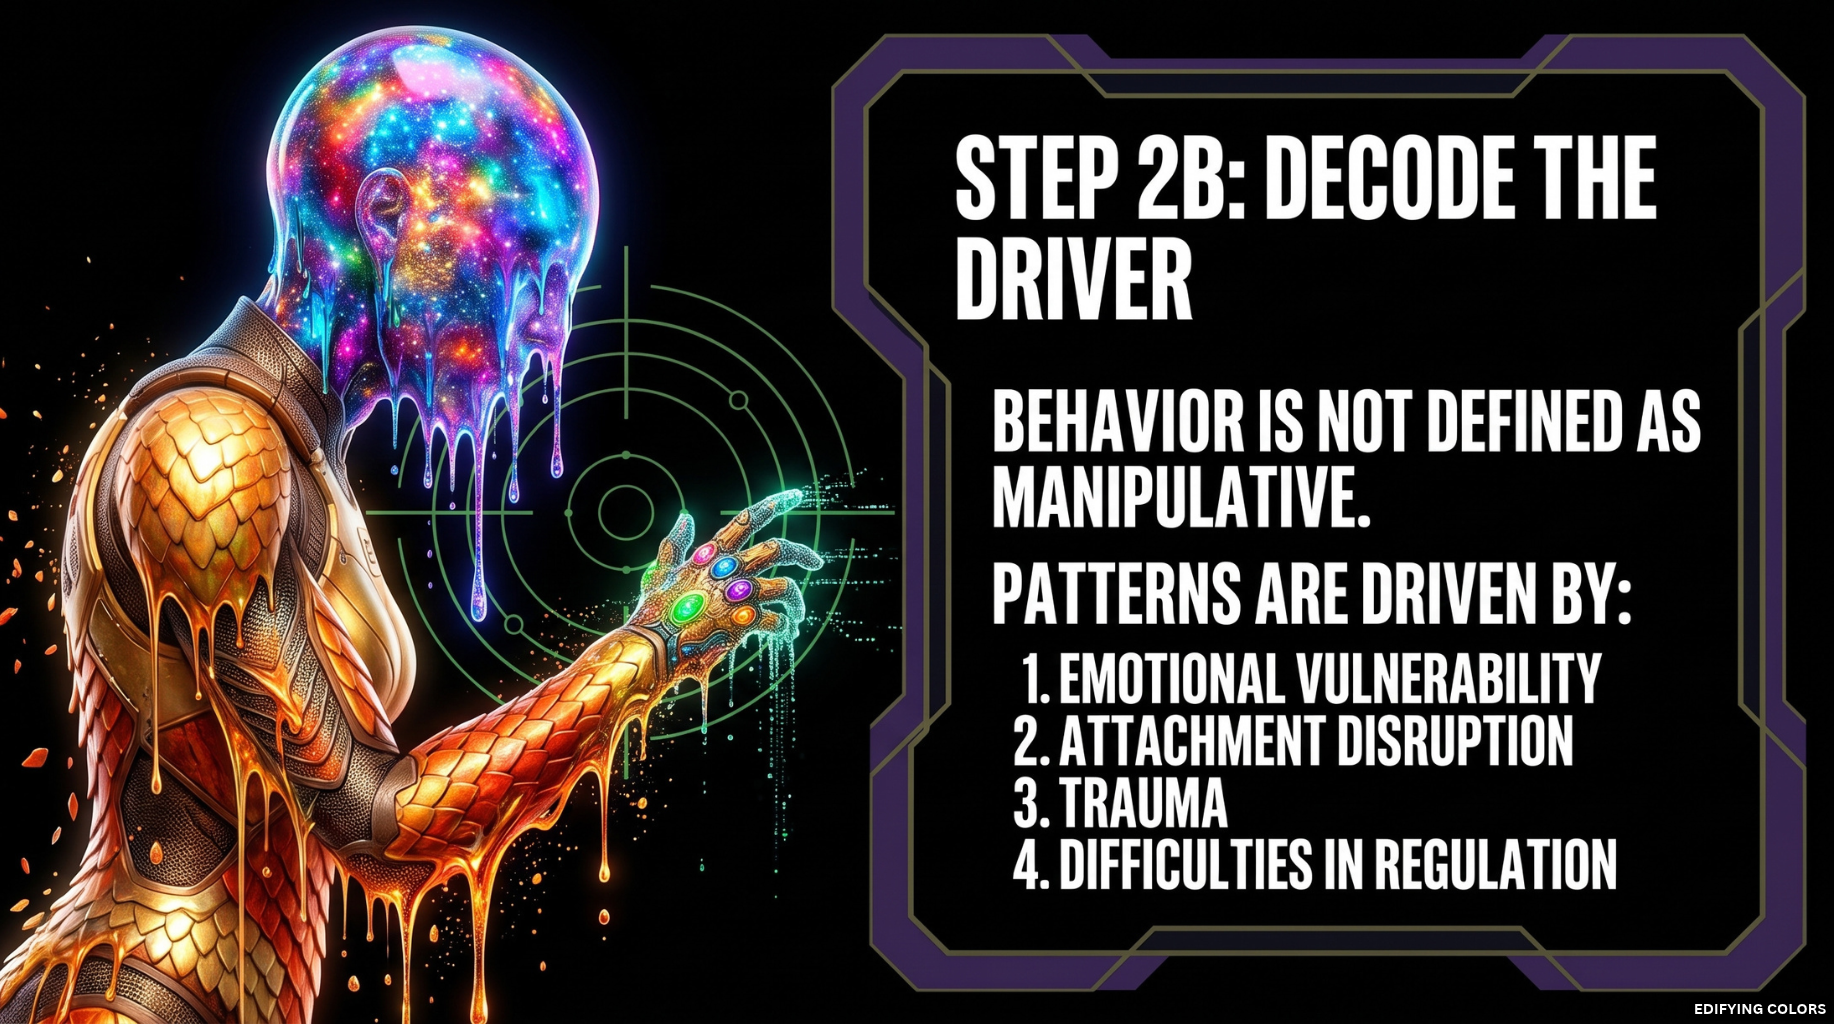 STEP 2B: DECODE THE
DRIVER
BEHAVIOR IS NOT DEFINED AS
MANIPULATIVE.
PATTERNS ARE DRIVEN BY:
1. EMOTIONAL VULNERABILITY
2. ATTACHMENT DISRUPTION
3. TRAUMA
4. DIFFICULTIES IN REGULATION
EDIFYING COLORS